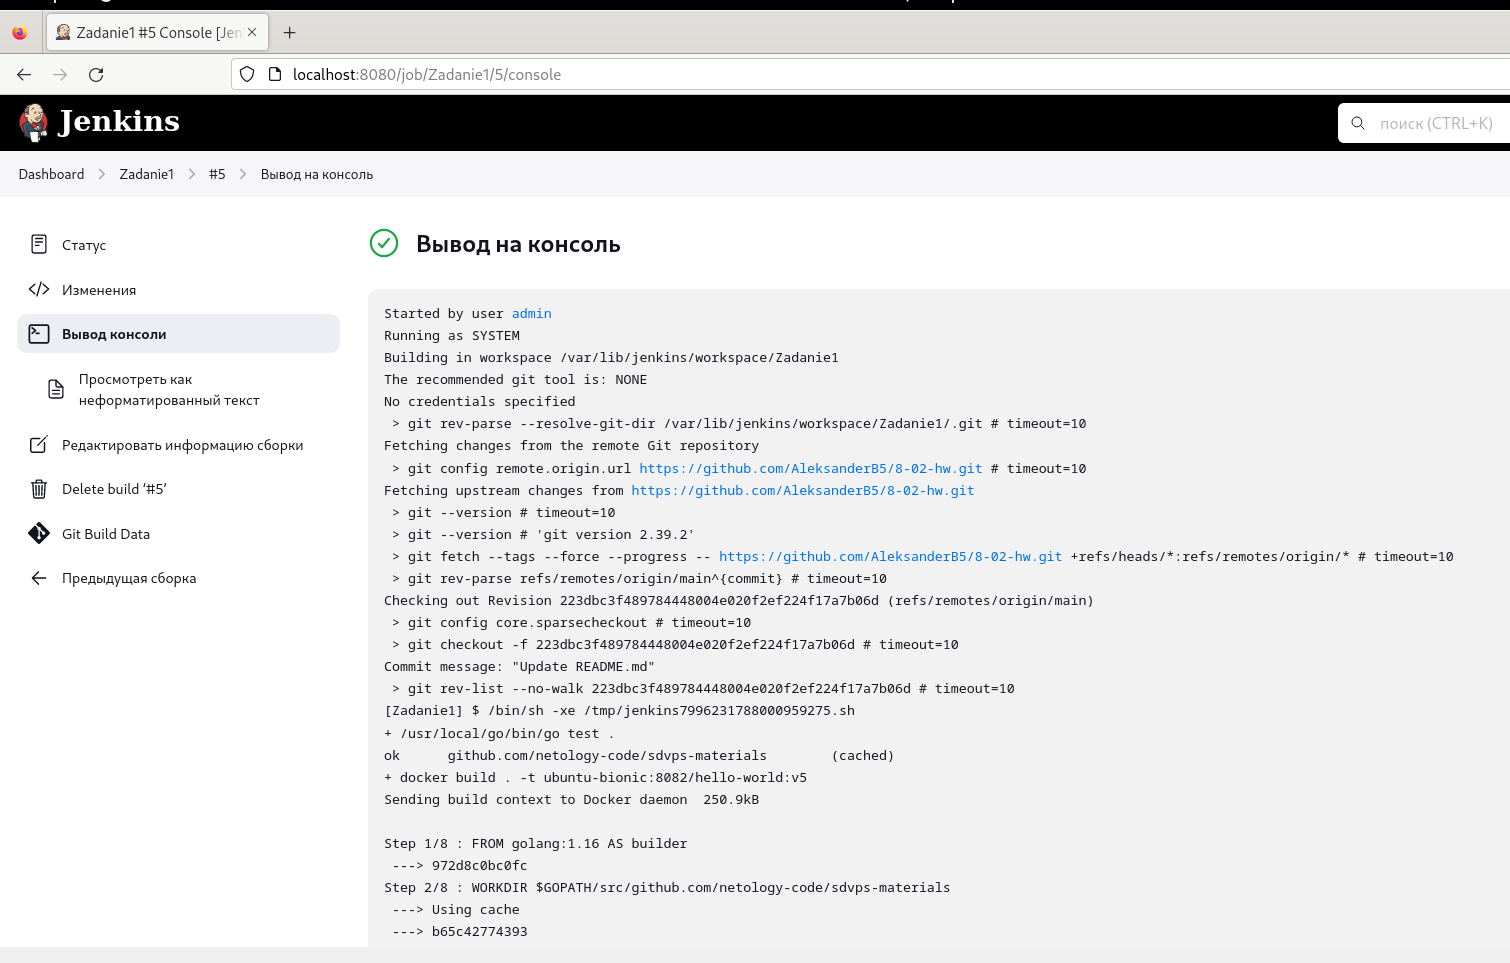 Zadanie1 #5 Console [Jen
localhost:8080/job/Zadanie1/5/console
Jenkins
поиск (CTRL+K)
Dashboard > Zadanie1 > #5 > Вывод на консоль
Статус
Изменения
Вывод консоли
Просмотреть как
неформатированный текст
Редактировать информацию сборки
Delete build ‘#5’
Git Build Data
Предыдущая сборка
Вывод на консоль
Started by user admin
Running as SYSTEM
Building in workspace /var/lib/jenkins/workspace/Zadanie1
The recommended git tool is: NONE
No credentials specified
> git rev-parse --resolve-git-dir /var/lib/jenkins/workspace/Zadanie1/.git # timeout=10
Fetching changes from the remote Git repository
> git config remote.origin.url https://github.com/AleksanderB5/8-02-hw.git # timeout=10
Fetching upstream changes from https://github.com/AleksanderB5/8-02-hw.git
> git --version # timeout=10
> git --version # 'git version 2.39.2'
> git fetch --tags --force --progress -- https://github.com/AleksanderB5/8-02-hw.git +refs/heads/*:refs/remotes/origin/* # timeout=10
> git rev-parse refs/remotes/origin/main^{commit} # timeout=10
Checking out Revision 223dbc3f489784448004e020f2ef224f17a7b06d (refs/remotes/origin/main)
> git config core.sparsecheckout # timeout=10
> git checkout -f 223dbc3f489784448004e020f2ef224f17a7b06d # timeout=10
Commit message: "Update README.md"
> git rev-list --no-walk 223dbc3f489784448004e020f2ef224f17a7b06d # timeout=10
[Zadanie1] $ /bin/sh -xe /tmp/jenkins7996231788000959275.sh
+ /usr/local/go/bin/go test .
ok github.com/netology-code/sdvps-materials (cached)
+ docker build . -t ubuntu-bionic:8082/hello-world:v5
Sending build context to Docker daemon 250.9kB
Step 1/8 : FROM golang:1.16 AS builder
---> 972d8c0bc0fc
Step 2/8 : WORKDIR $GOPATH/src/github.com/netology-code/sdvps-materials
---> Using cache
---> b65c42774393